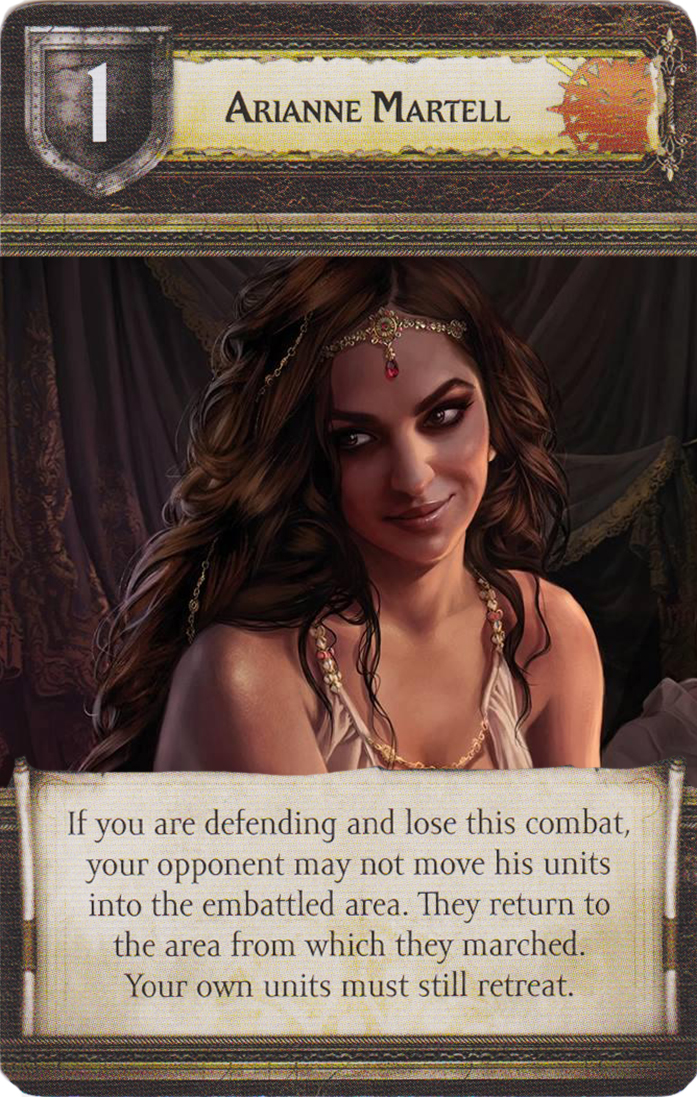 1
Arianne Martell
If you are defending and lose this combat,
your opponent may not move his units
into the embattled area. They return to
the area from which they marched.
Your own units must still retreat.